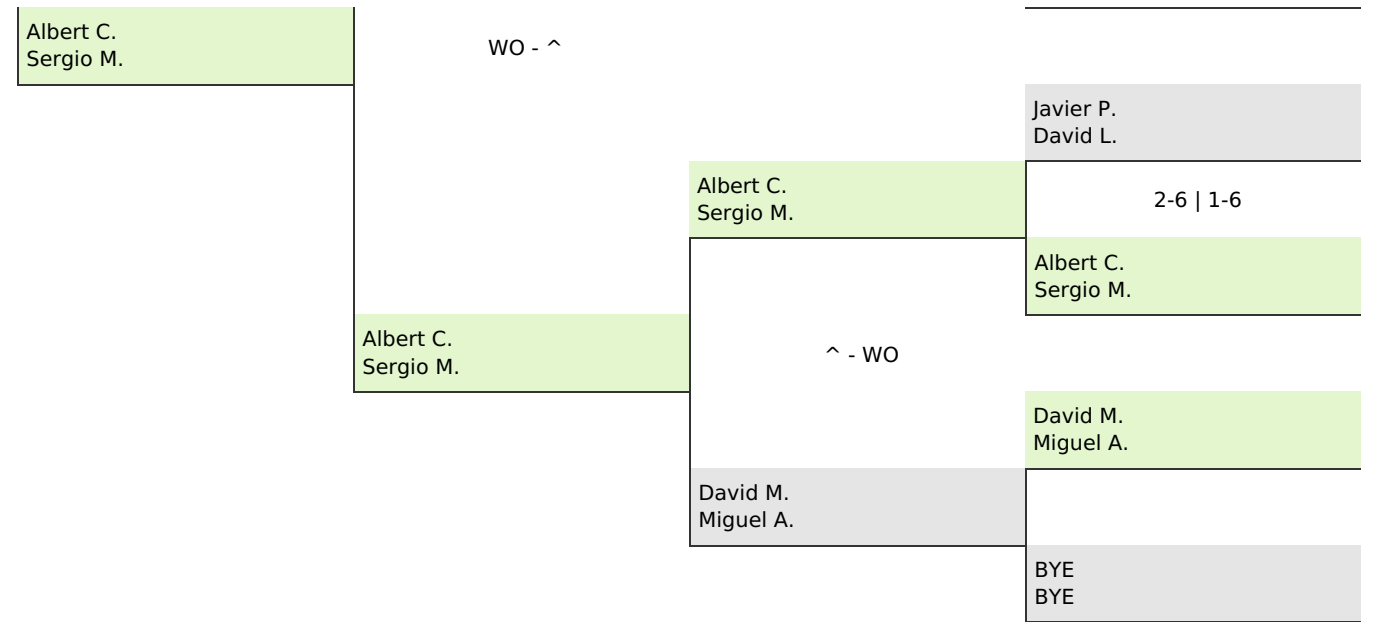 Albert C.
Sergio M.
WO - ^
Javier P.
David L.
Albert C.
Sergio M.
2-6 | 1-6
Albert C.
Sergio M.
Albert C.
Sergio M.
^ - WO
David M.
Miguel A.
David M.
Miguel A.
BYE
BYE